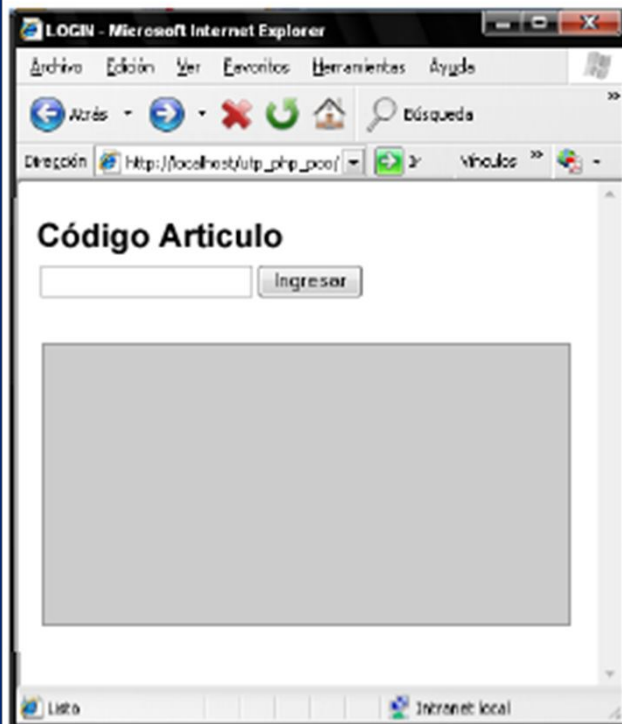 LOGIN - Microsoft Internet Explorer
Archivo Edición Ver Favoritos Herramientas Ayuda
Atrás Búsqueda »
Dirección http://localhost/utp_php_poo/ Ir Vínculos »
Código Articulo
Ingresar
Listo Intranet local